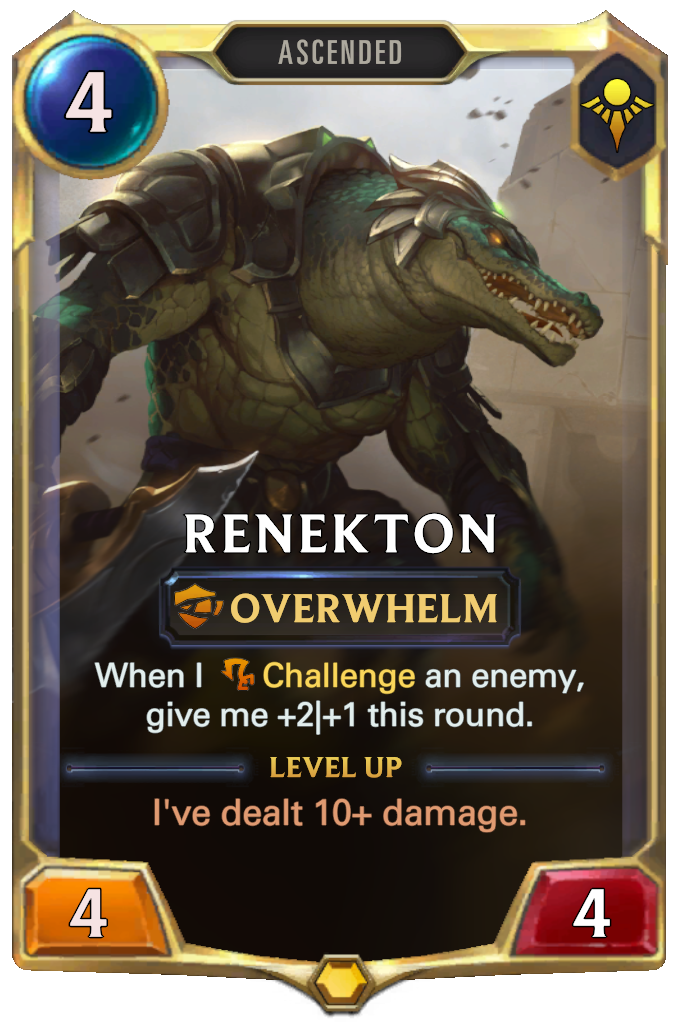 ASCENDED
4
RENEKTON
OVERWHELM
When I Challenge an enemy,
give me +2|+1 this round.
LEVEL UP
I've dealt 10+ damage.
4
4